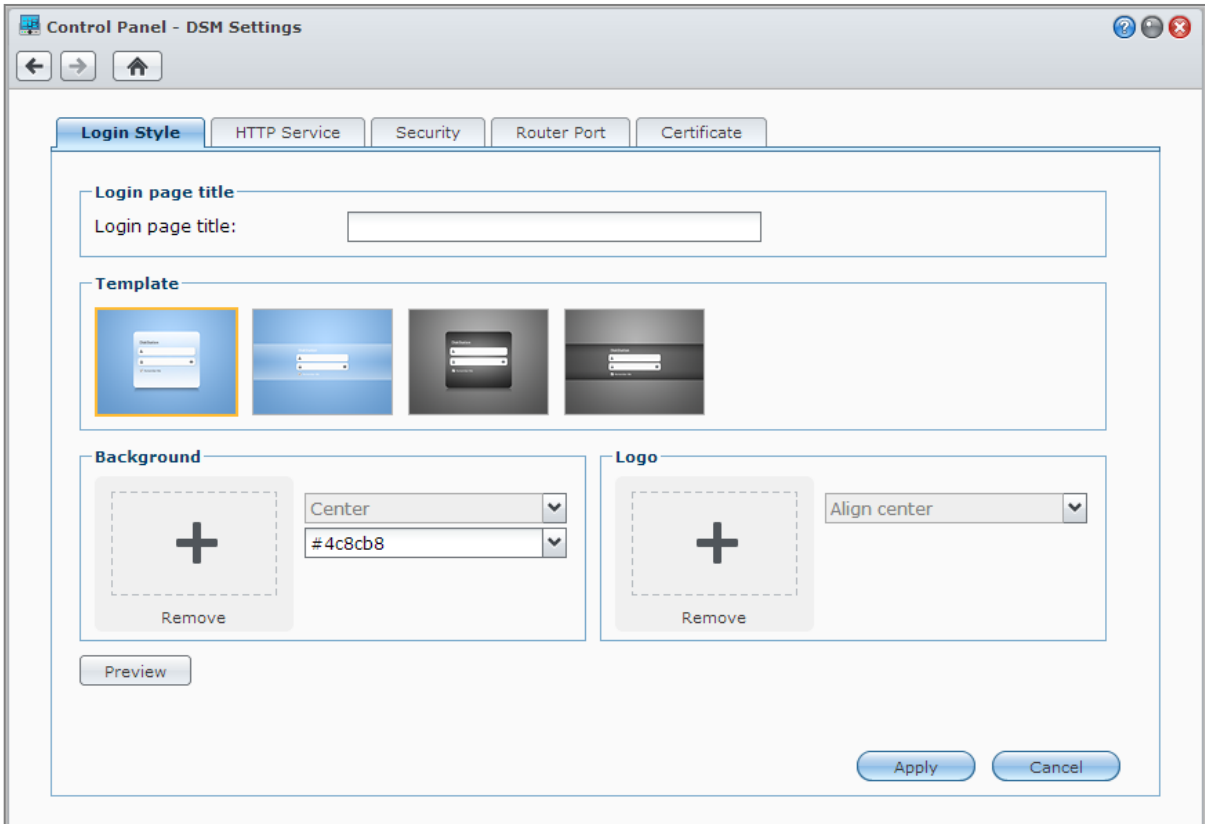 Control Panel - DSM Settings
Login Style HTTP Service Security Router Port Certificate
Login page title
Login page title:
Template
Background
Center
#4c8cb8
Remove
Logo
Align center
Remove
Preview
Apply Cancel